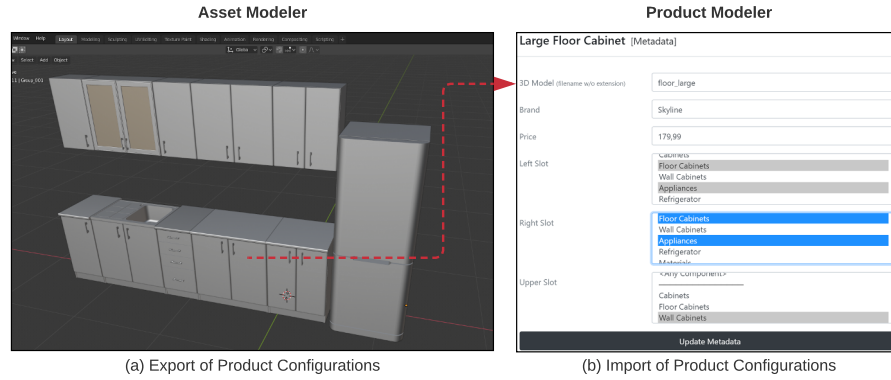 Asset Modeler
Product Modeler
Window Help Layout Modeling Sculpting UV Editing Texture Paint Shading Animation Rendering Compositing Scripting +
Select Add Object
Global
Large Floor Cabinet [Metadata]
3D Model (filename w/o extension)
floor_large
Brand
Skyline
Price
179,99
Left Slot
Cabinets
Floor Cabinets
Wall Cabinets
Appliances
Refrigerator
Right Slot
Floor Cabinets
Wall Cabinets
Appliances
Refrigerator
Materials
Upper Slot
<Any Component>
Cabinets
Floor Cabinets
Wall Cabinets
Update Metadata
(a) Export of Product Configurations
(b) Import of Product Configurations